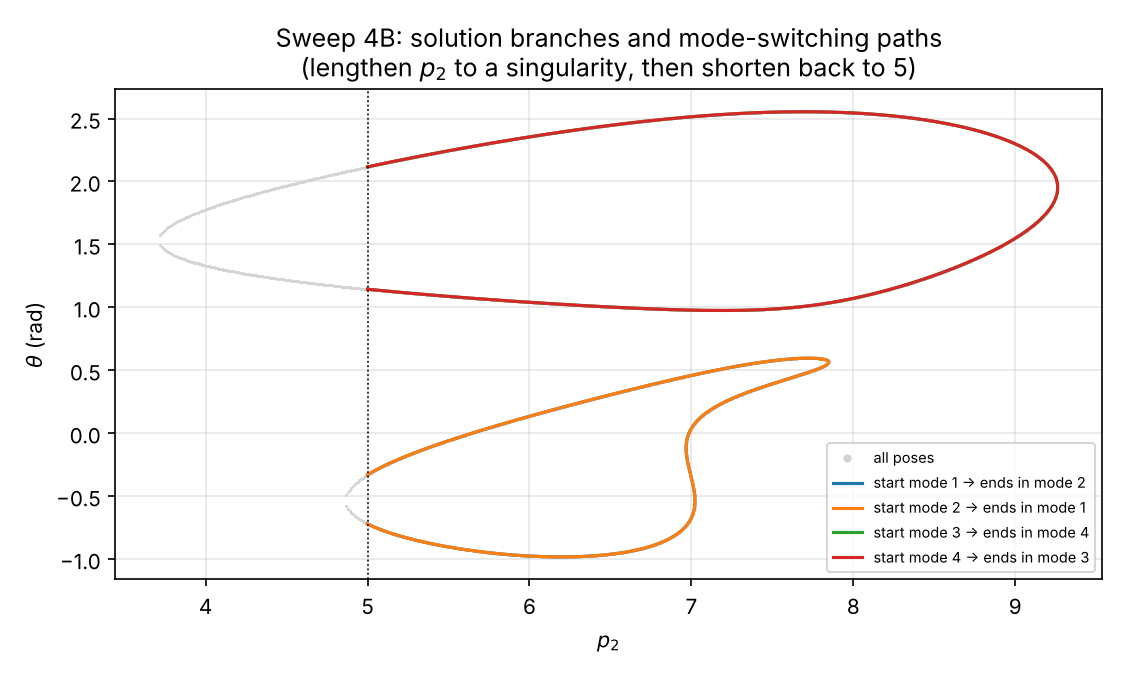 Sweep 4B: solution branches and mode-switching paths
(lengthen p₂ to a singularity, then shorten back to 5)
θ (rad)
2.5
2.0
1.5
1.0
0.5
0.0
−0.5
−1.0
all poses
start mode 1 → ends in mode 2
start mode 2 → ends in mode 1
start mode 3 → ends in mode 4
start mode 4 → ends in mode 3
4 5 6 7 8 9
p₂